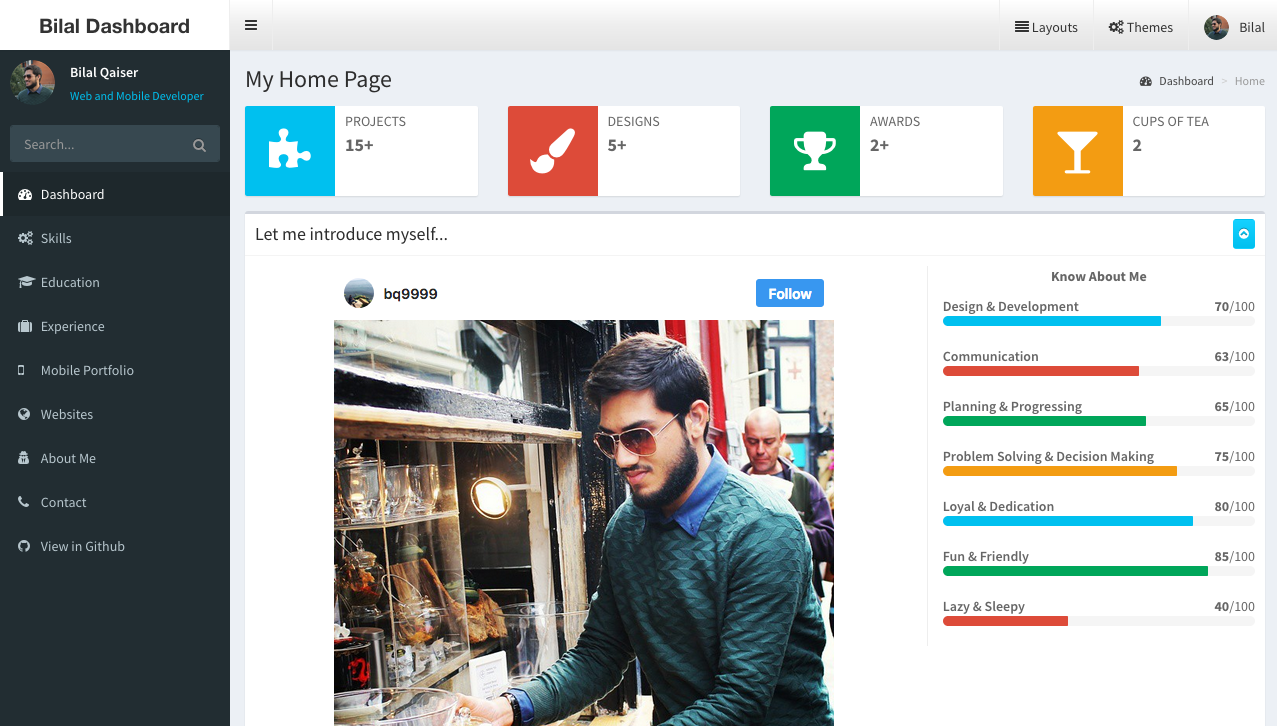 Bilal Dashboard
Layouts
Themes
Bilal
Bilal Qaiser
Web and Mobile Developer
Search...
Dashboard
Skills
Education
Experience
Mobile Portfolio
Websites
About Me
Contact
View in Github
My Home Page
Dashboard > Home
PROJECTS
15+
DESIGNS
5+
AWARDS
2+
CUPS OF TEA
2
Let me introduce myself...
bq9999
Follow
Know About Me
Design & Development 70/100
Communication 63/100
Planning & Progressing 65/100
Problem Solving & Decision Making 75/100
Loyal & Dedication 80/100
Fun & Friendly 85/100
Lazy & Sleepy 40/100